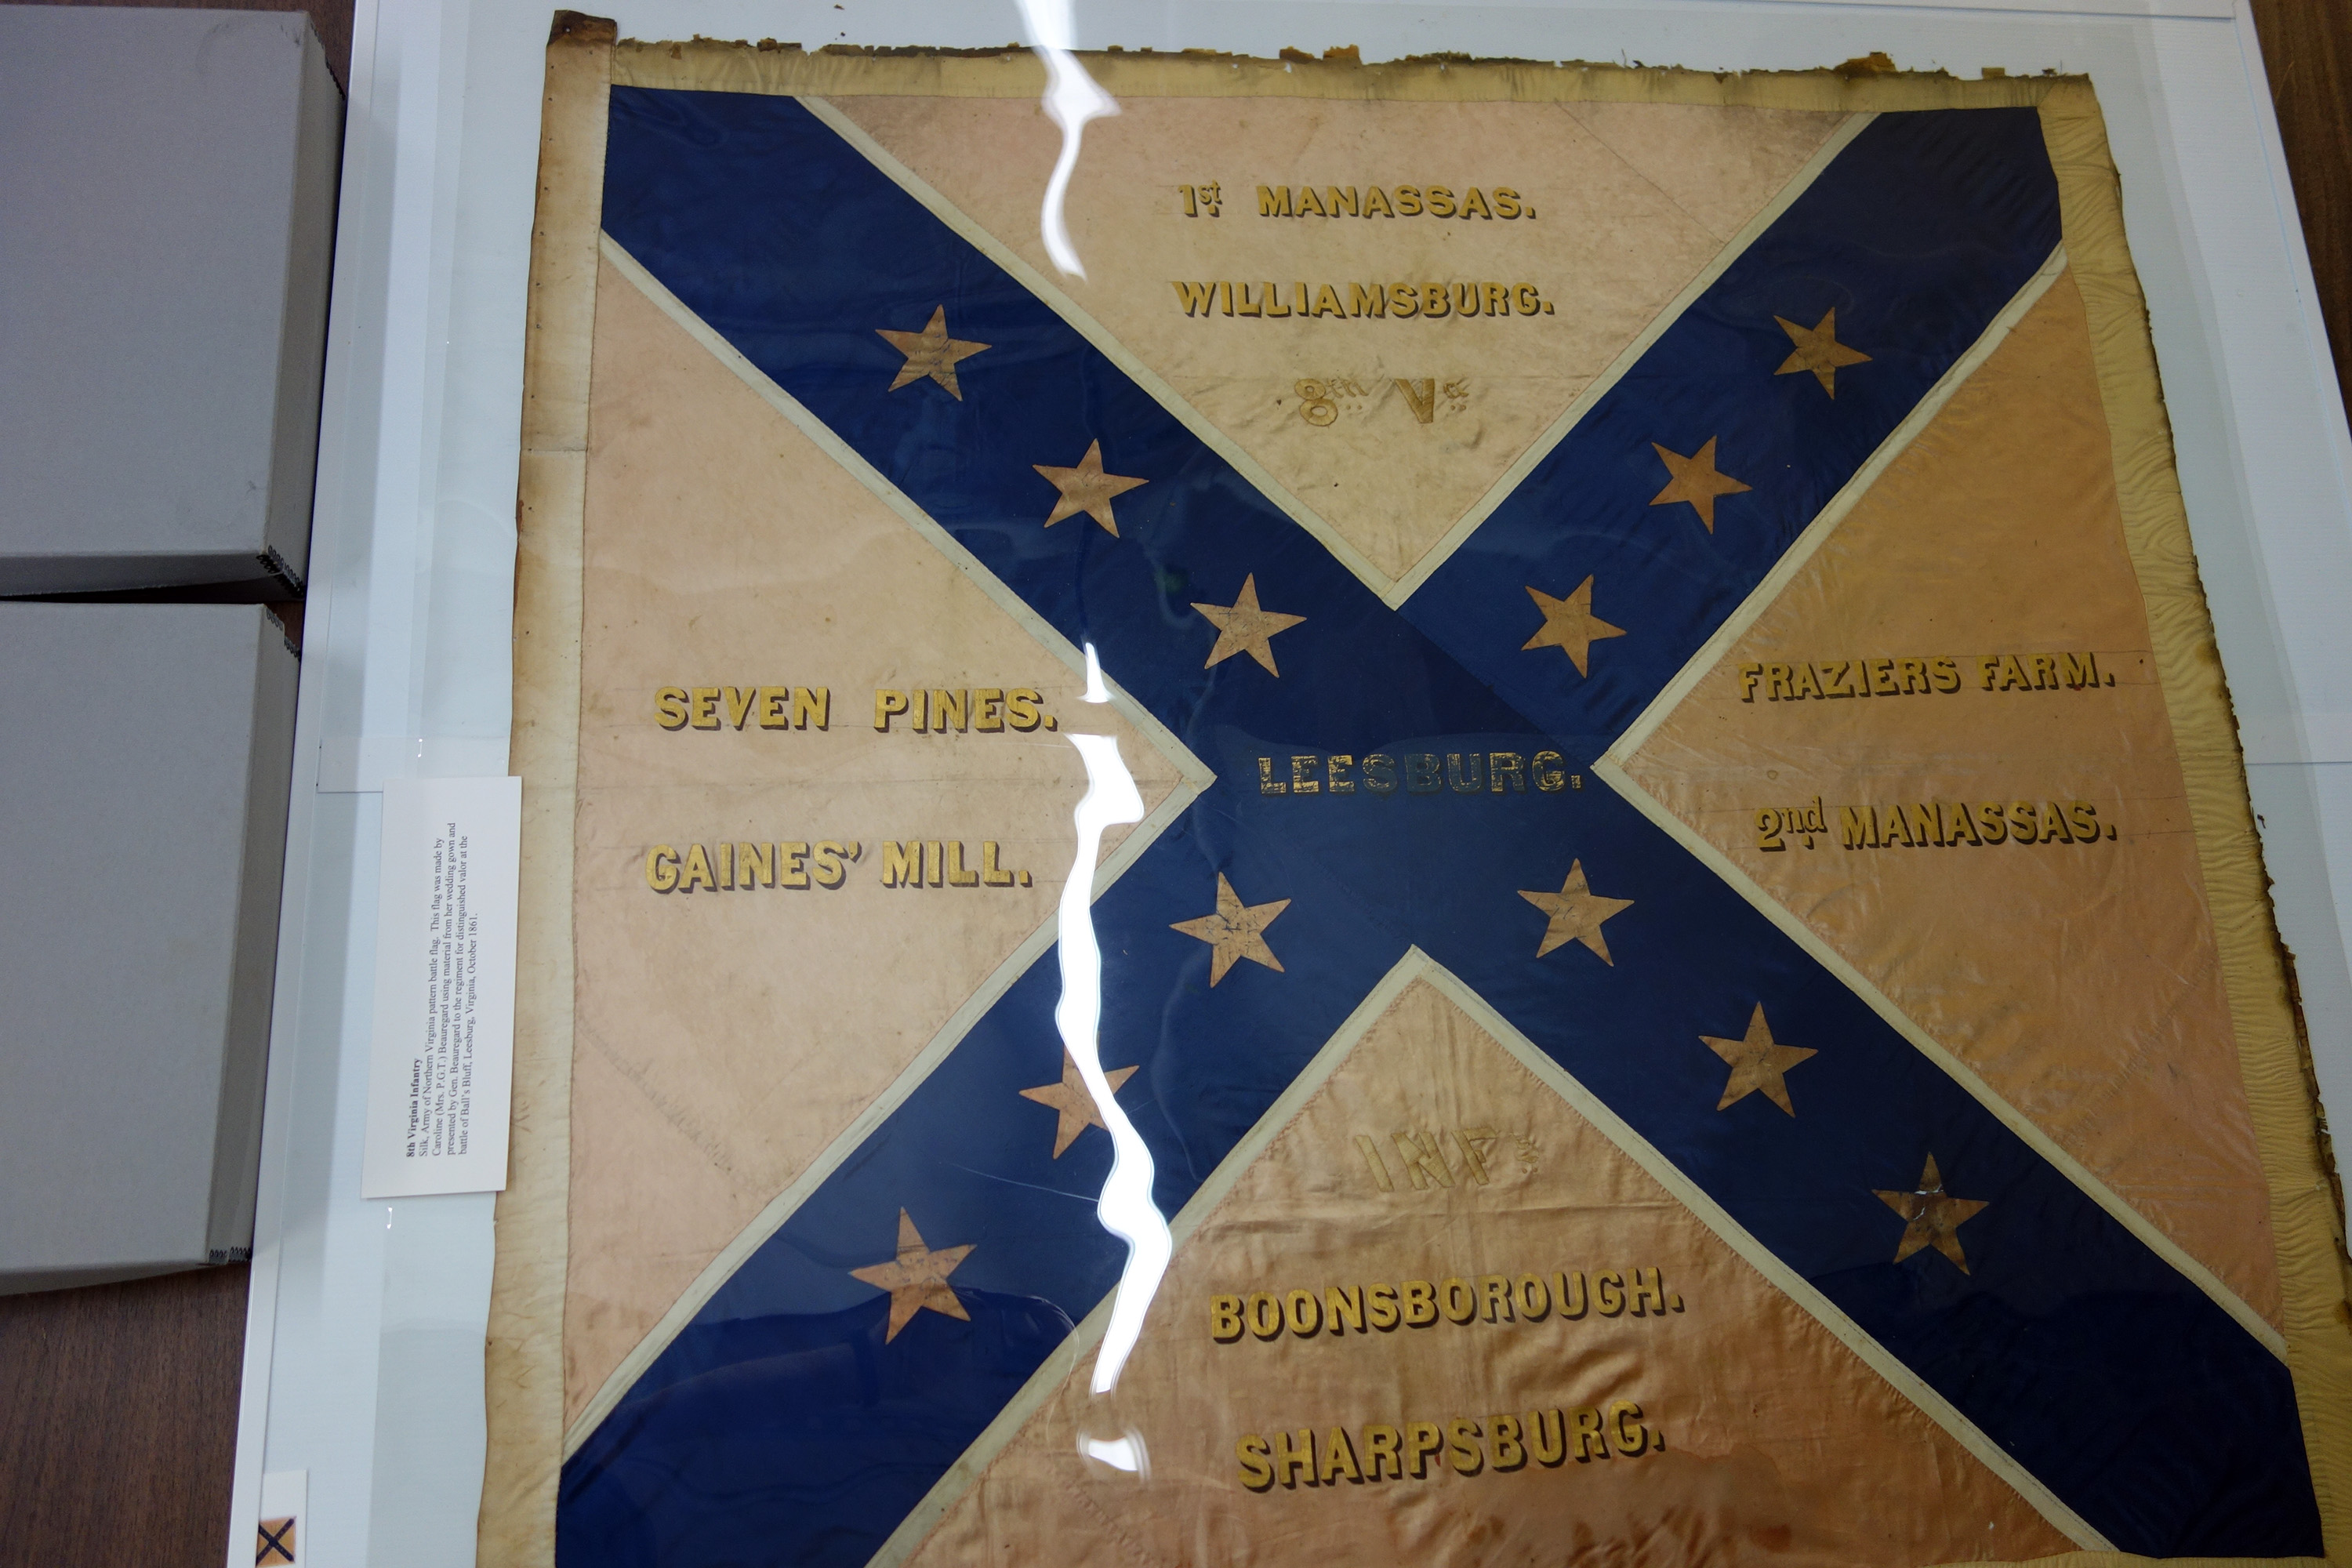 1st MANASSAS.
WILLIAMSBURG.
8th Va
SEVEN PINES.
GAINES' MILL.
LEESBURG.
FRAZIERS FARM.
2nd MANASSAS.
INFy
BOONSBOROUGH.
SHARPSBURG.
8th Virginia Infantry
Silk, Army of Northern Virginia pattern battle flag. This flag was made by
Caroline (Mrs. P.G.T.) Beauregard using material from her wedding gown and
presented by Gen. Beauregard to the regiment for distinguished valor at the
battle of Ball's Bluff, Leesburg, Virginia, October 1861.